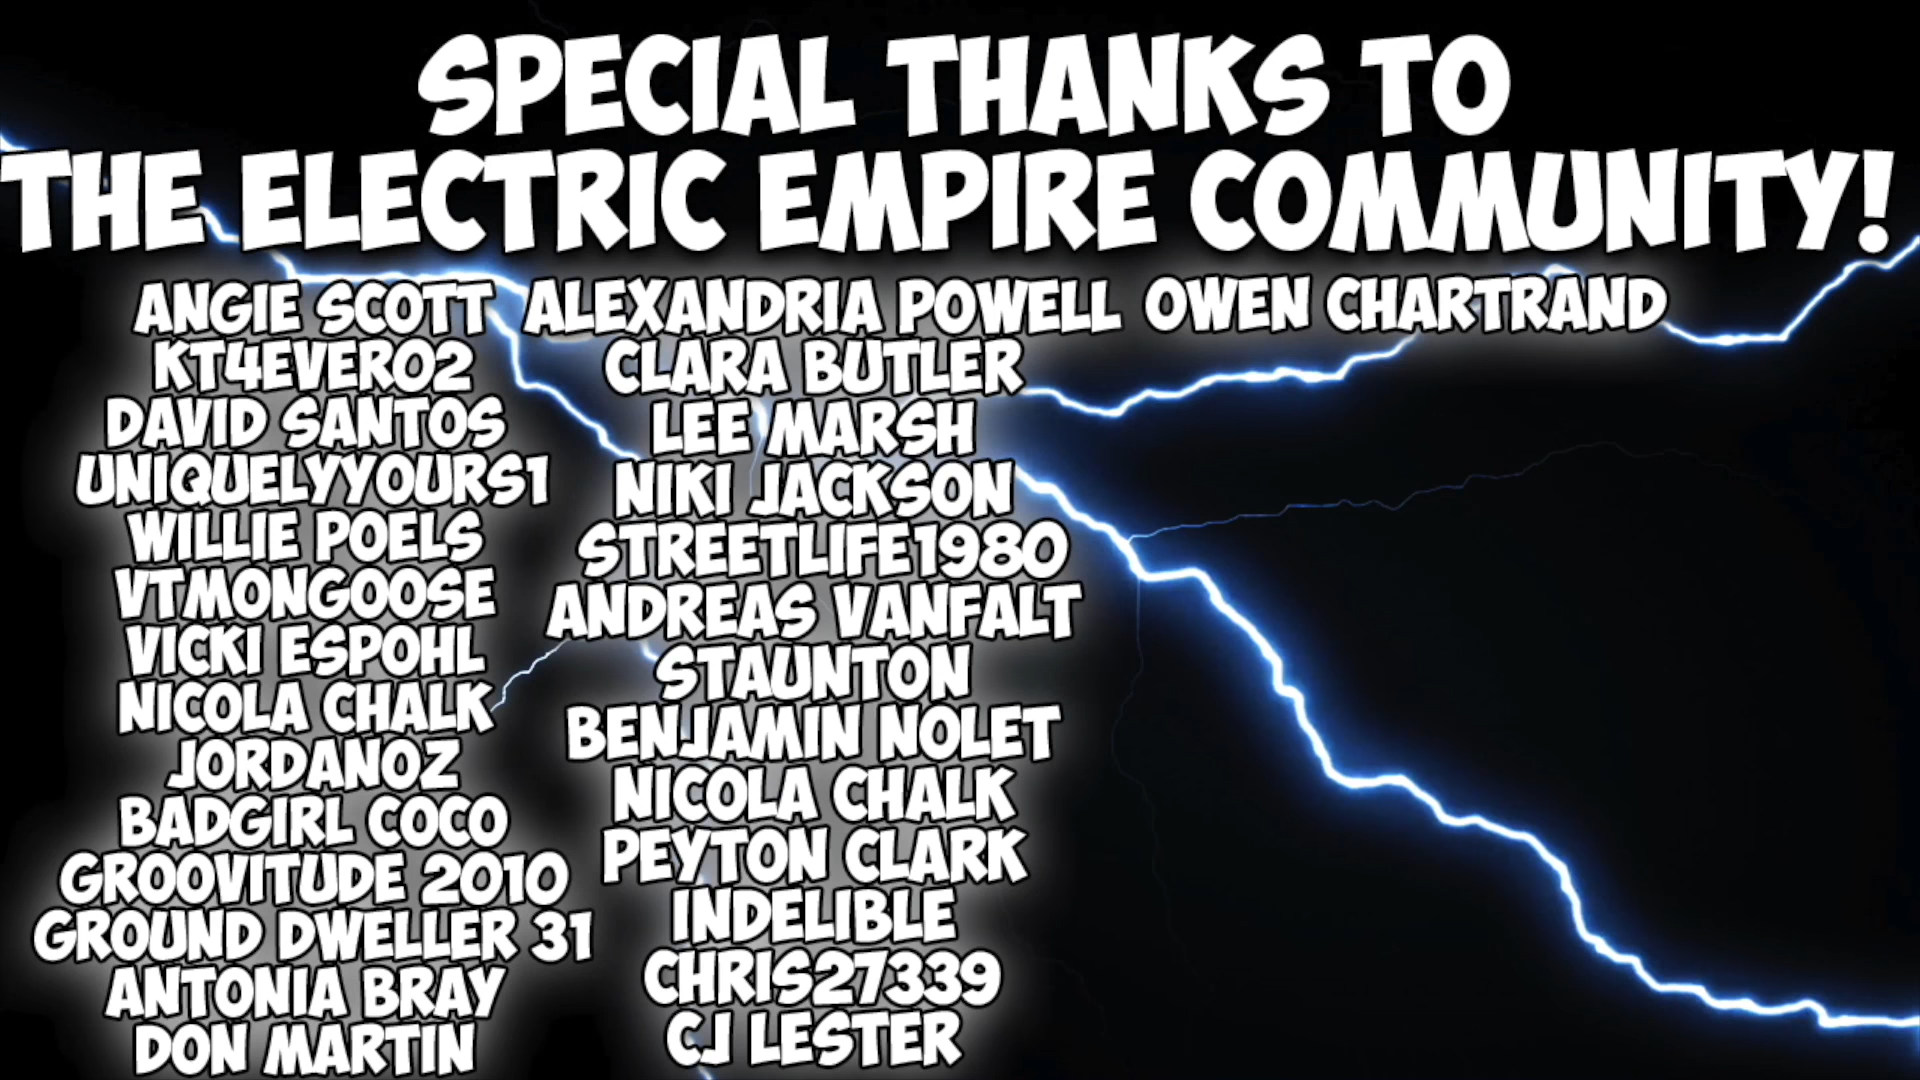 SPECIAL THANKS TO
THE ELECTRIC EMPIRE COMMUNITY!
ANGIE SCOTT
KT4EVER02
DAVID SANTOS
UNIQUELYYOURS1
WILLIE POELS
VTMONGOOSE
VICKI ESPOHL
NICOLA CHALK
JORDANOZ
BADGIRL COCO
GROOVITUDE 2010
GROUND DWELLER 31
ANTONIA BRAY
DON MARTIN
ALEXANDRIA POWELL
CLARA BUTLER
LEE MARSH
NIKI JACKSON
STREETLIFE1980
ANDREAS VANFALT
STAUNTON
BENJAMIN NOLET
NICOLA CHALK
PEYTON CLARK
INDELIBLE
CHRIS27339
CJ LESTER
OWEN CHARTRAND